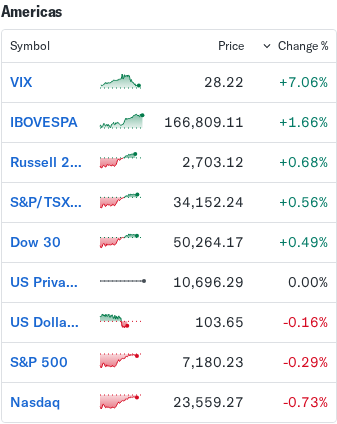 Americas
Symbol Price Change %
VIX 28.22 +7.06%
IBOVESPA 166,809.11 +1.66%
Russell 2... 2,703.12 +0.68%
S&P/TSX... 34,152.24 +0.56%
Dow 30 50,264.17 +0.49%
US Priva... 10,696.29 0.00%
US Dolla... 103.65 -0.16%
S&P 500 7,180.23 -0.29%
Nasdaq 23,559.27 -0.73%